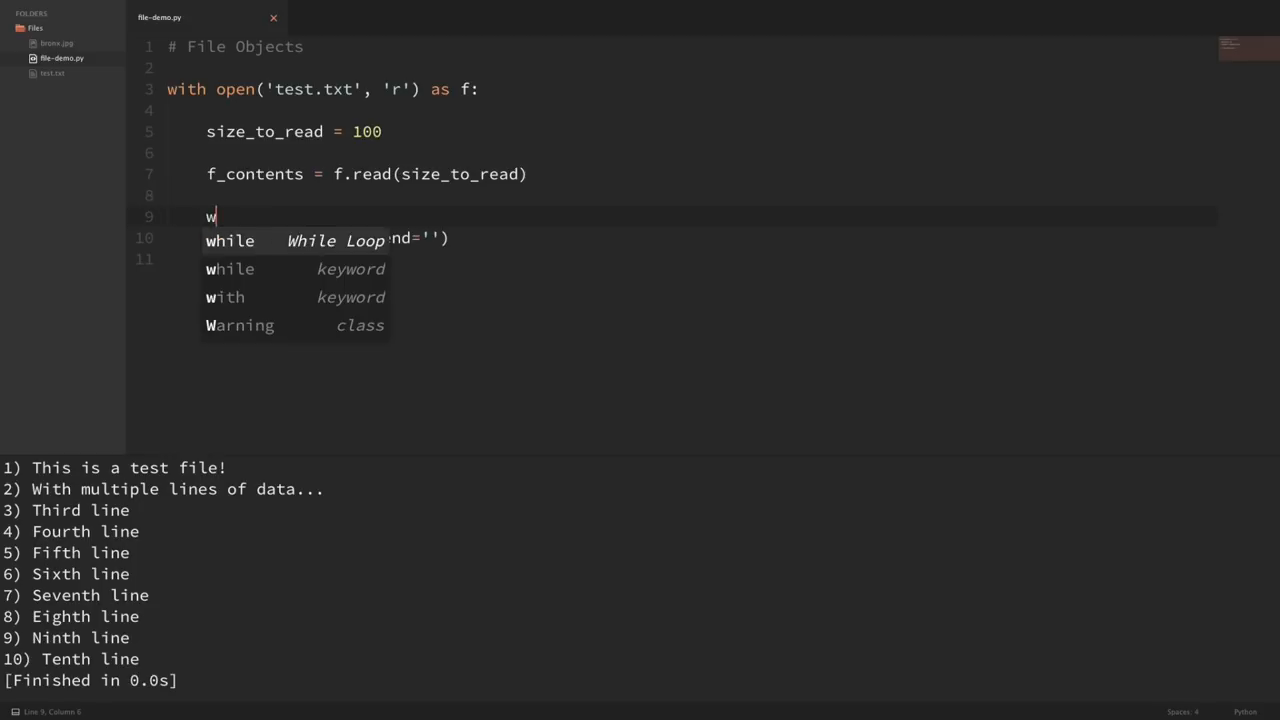 FOLDERS
Files
bronx.jpg
file-demo.py
test.txt
file-demo.py
1 # File Objects
2
3 with open('test.txt', 'r') as f:
4
5 size_to_read = 100
6
7 f_contents = f.read(size_to_read)
8
9 w
10 nd='')
while While Loop
while keyword
with keyword
Warning class
11
1) This is a test file!
2) With multiple lines of data...
3) Third line
4) Fourth line
5) Fifth line
6) Sixth line
7) Seventh line
8) Eighth line
9) Ninth line
10) Tenth line
[Finished in 0.0s]
Line 9, Column 6
Spaces: 4
Python